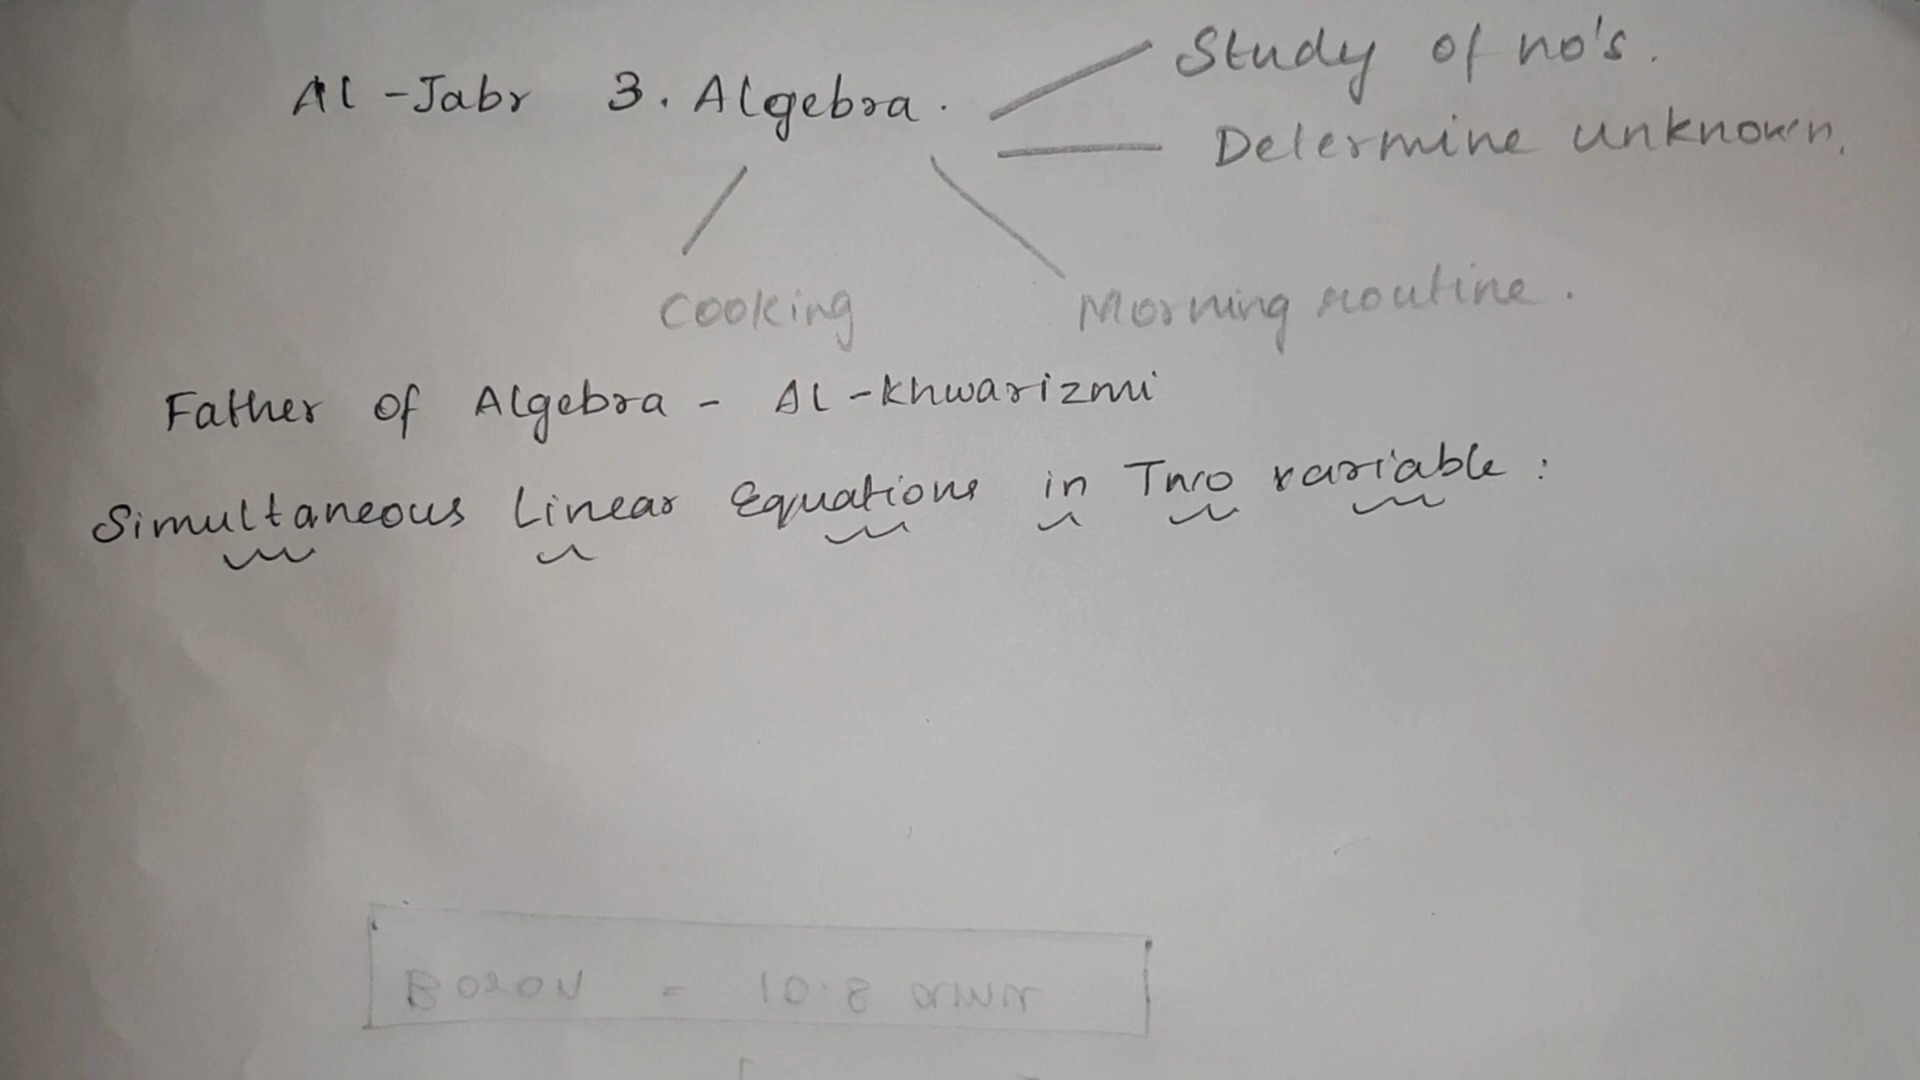 Al-Jabr 3. Algebra.
Study of no's.
Determine unknown.
Cooking
Morning routine.
Father of Algebra - Al-khwarizmi
Simultaneous Linear Equations in Two variable :
Boron = 10.8 amu